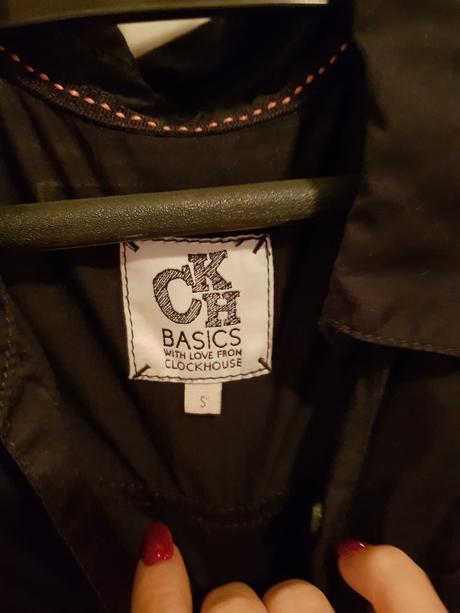 CKH
BASICS
WITH LOVE FROM
CLOCKHOUSE
S